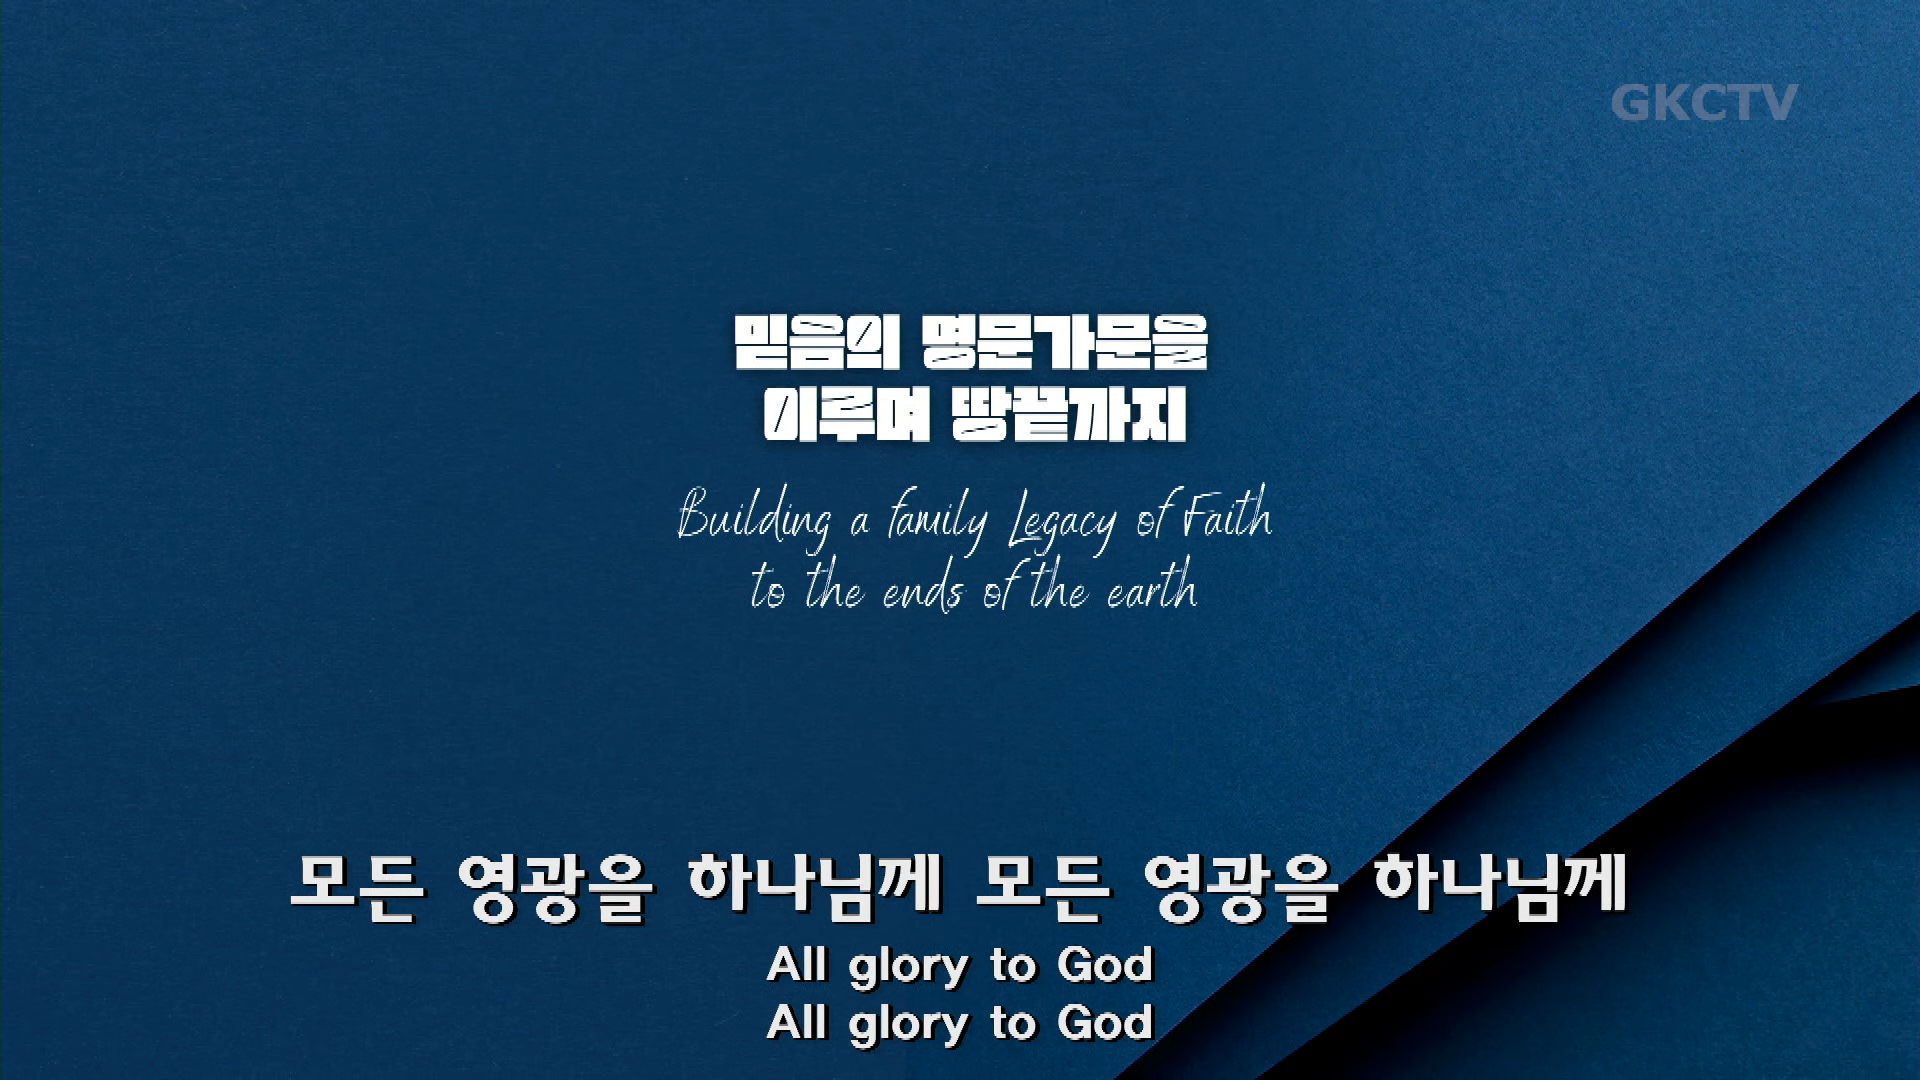 GKCTV
믿음의 명문가문을
이루며 땅끝까지
Building a family Legacy of Faith
to the ends of the earth
모든 영광을 하나님께 모든 영광을 하나님께
All glory to God
All glory to God